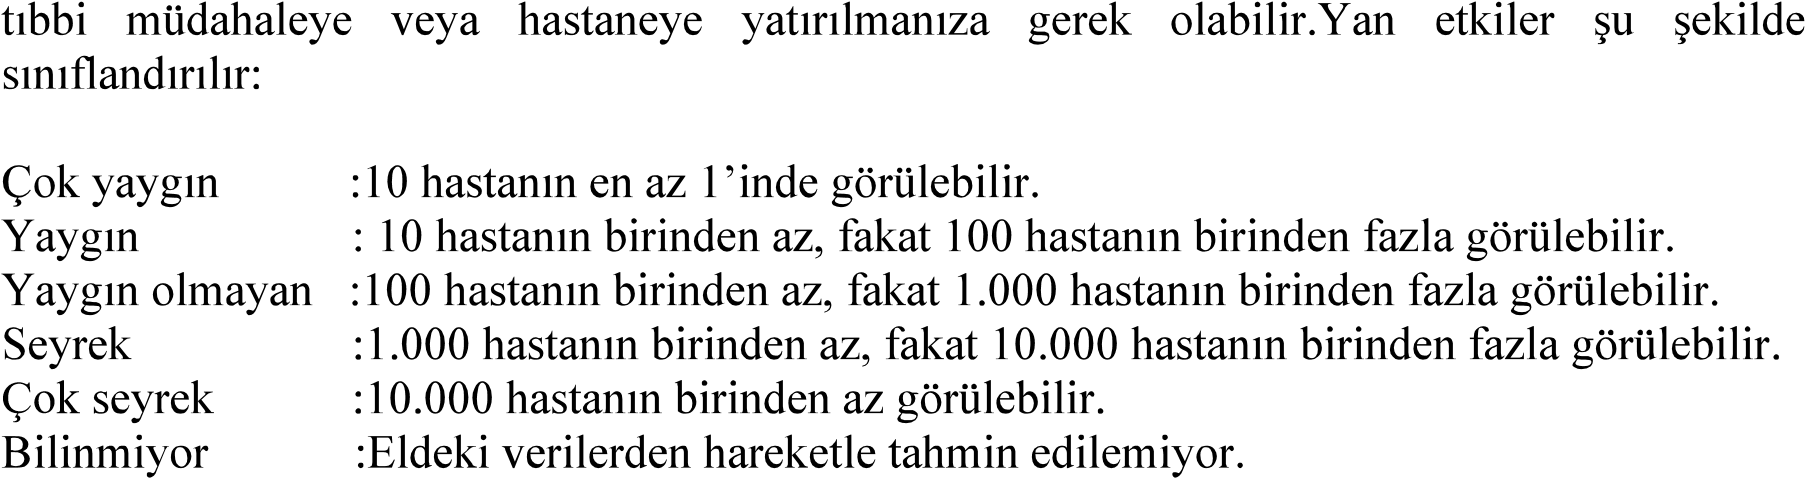 tıbbi müdahaleye veya hastaneye yatırılmanıza gerek olabilir.Yan etkiler şu şekilde
sınıflandırılır:
Çok yaygın :10 hastanın en az 1’inde görülebilir.
Yaygın : 10 hastanın birinden az, fakat 100 hastanın birinden fazla görülebilir.
Yaygın olmayan :100 hastanın birinden az, fakat 1.000 hastanın birinden fazla görülebilir.
Seyrek :1.000 hastanın birinden az, fakat 10.000 hastanın birinden fazla görülebilir.
Çok seyrek :10.000 hastanın birinden az görülebilir.
Bilinmiyor :Eldeki verilerden hareketle tahmin edilemiyor.